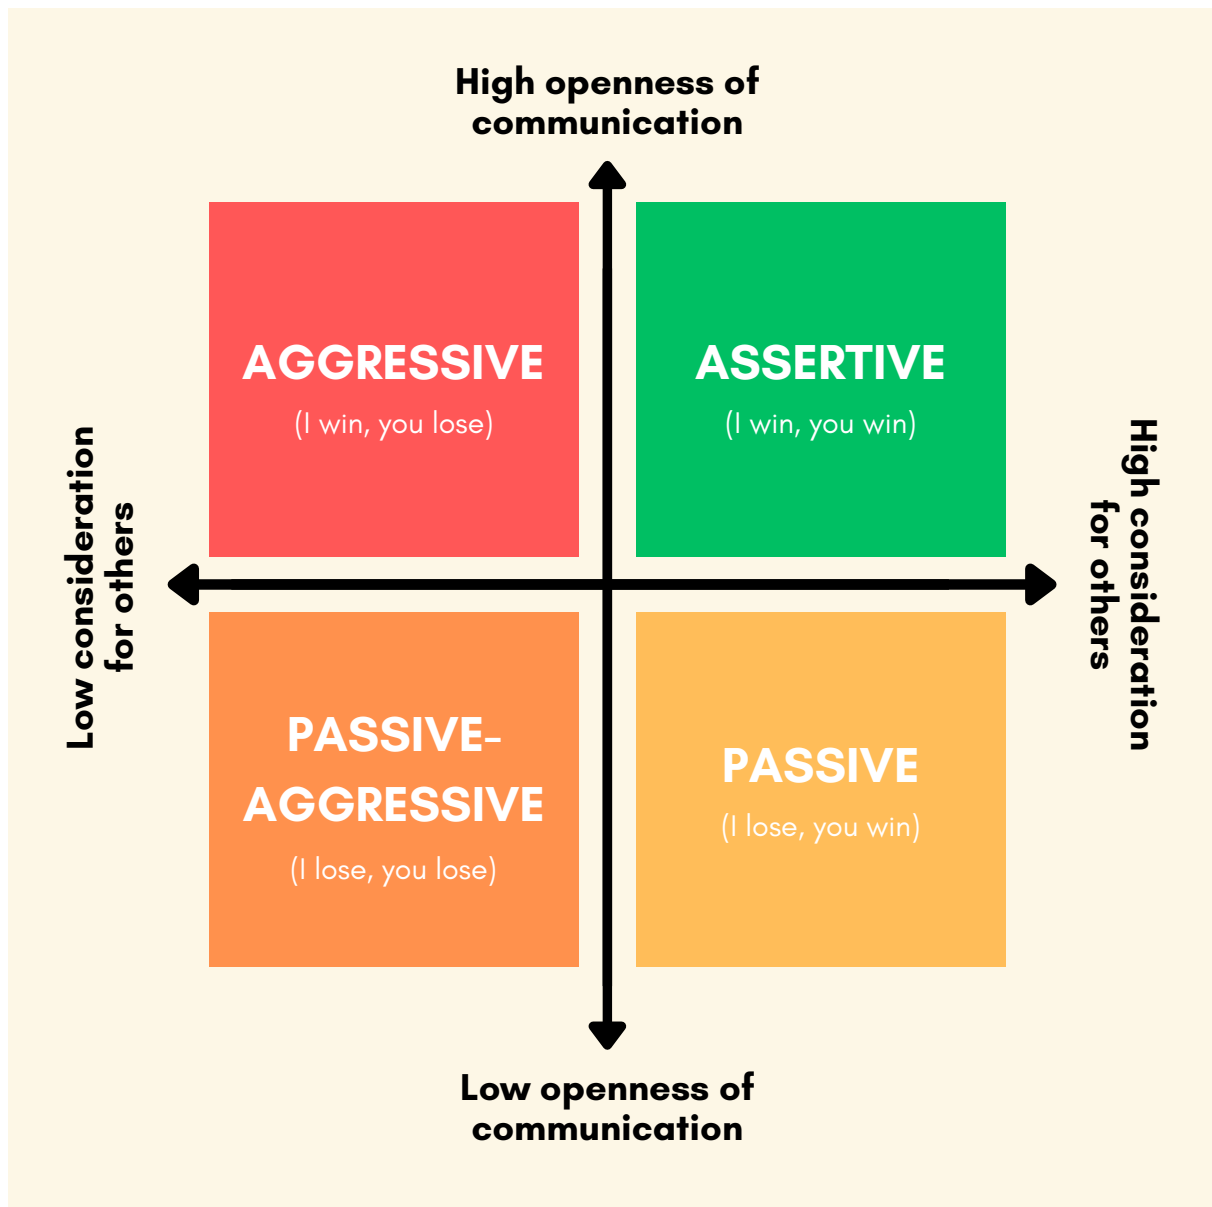 High openness of
communication
AGGRESSIVE
(I win, you lose)
ASSERTIVE
(I win, you win)
Low consideration
for others
High consideration
for others
PASSIVE-
AGGRESSIVE
(I lose, you lose)
PASSIVE
(I lose, you win)
Low openness of
communication